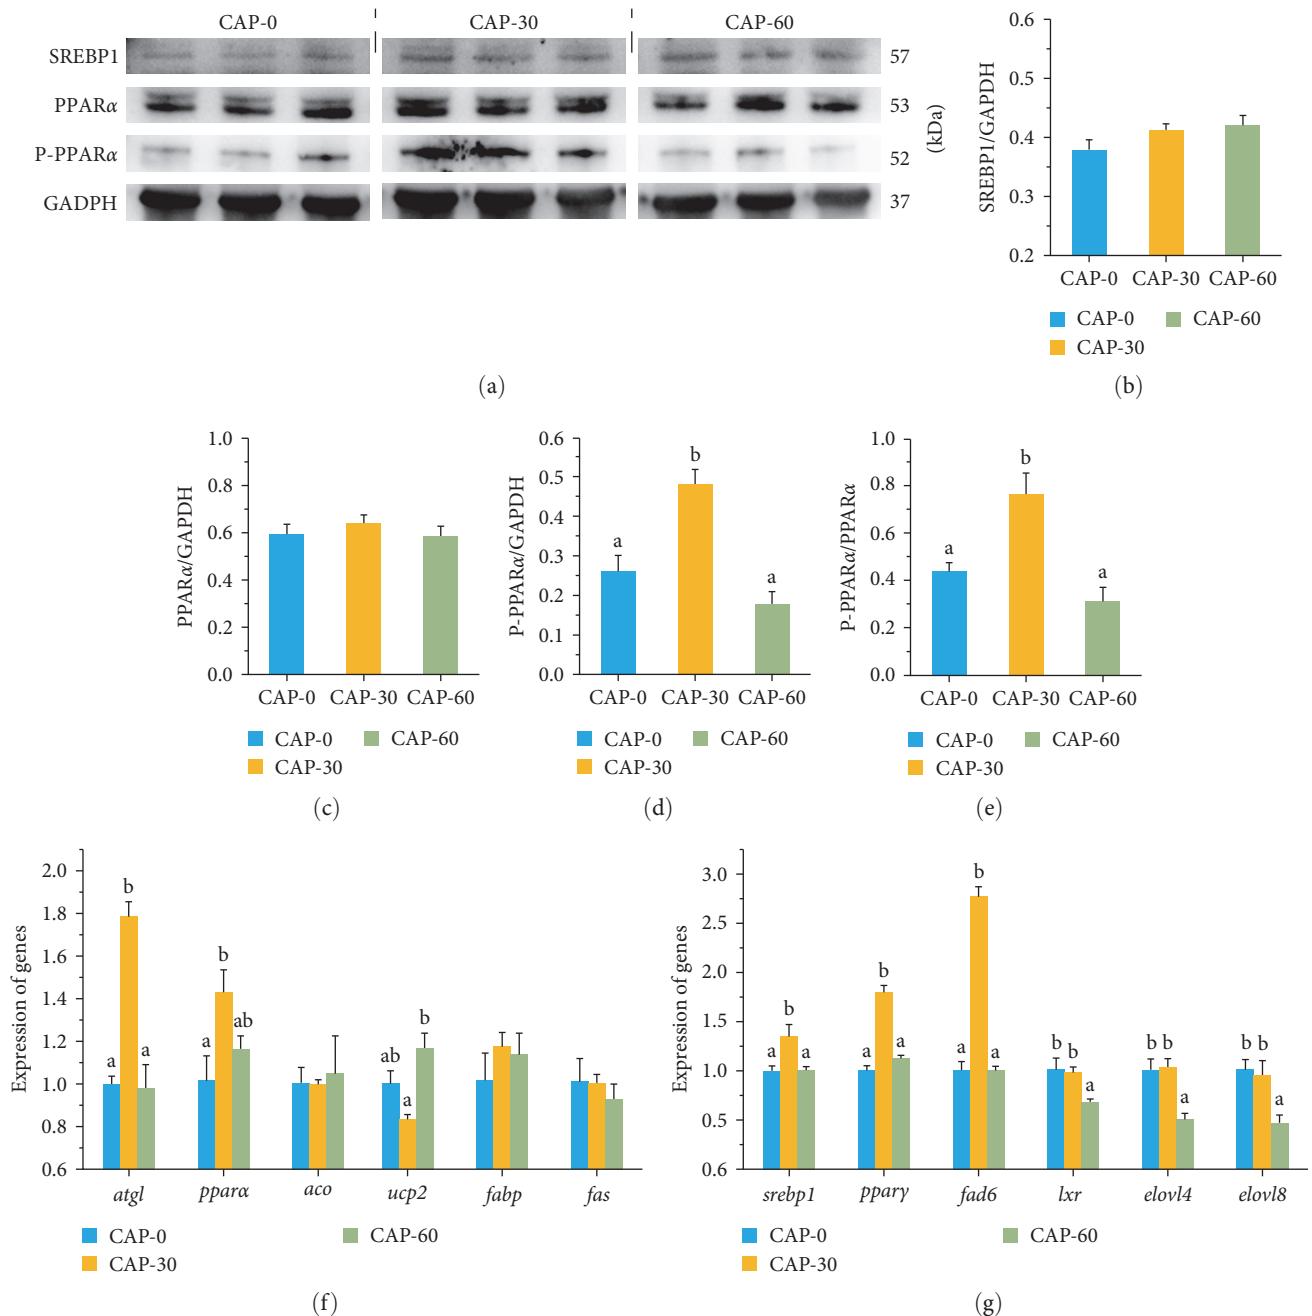 CAP-0 CAP-30 CAP-60
SREBP1 57
PPARα 53
P-PPARα 52
GADPH 37
(kDa)
(a)
SREBP1/GAPDH
0.6
0.5
0.4
0.3
0.2
CAP-0 CAP-30 CAP-60
CAP-0 CAP-60
CAP-30
(b)
PPARα/GAPDH
1.0
0.8
0.6
0.4
0.2
0.0
CAP-0 CAP-30 CAP-60
CAP-0 CAP-60
CAP-30
(c)
P-PPARα/GAPDH
0.6
0.5
0.4
0.3
0.2
0.1
0.0
a b a
CAP-0 CAP-30 CAP-60
CAP-0 CAP-60
CAP-30
(d)
P-PPARα/PPARα
1.0
0.8
0.6
0.4
0.2
0.0
a b a
CAP-0 CAP-30 CAP-60
CAP-0 CAP-60
CAP-30
(e)
Expression of genes
2.0
1.8
1.6
1.4
1.2
1.0
0.8
0.6
a b a a b ab ab a b
atgl pparα aco ucp2 fabp fas
CAP-0 CAP-60
CAP-30
(f)
Expression of genes
3.0
2.5
2.0
1.5
1.0
0.5
0.6
a b a a b a a b a b b a b b a b b a
srebp1 pparγ fad6 lxr elovl4 elovl8
CAP-0 CAP-60
CAP-30
(g)